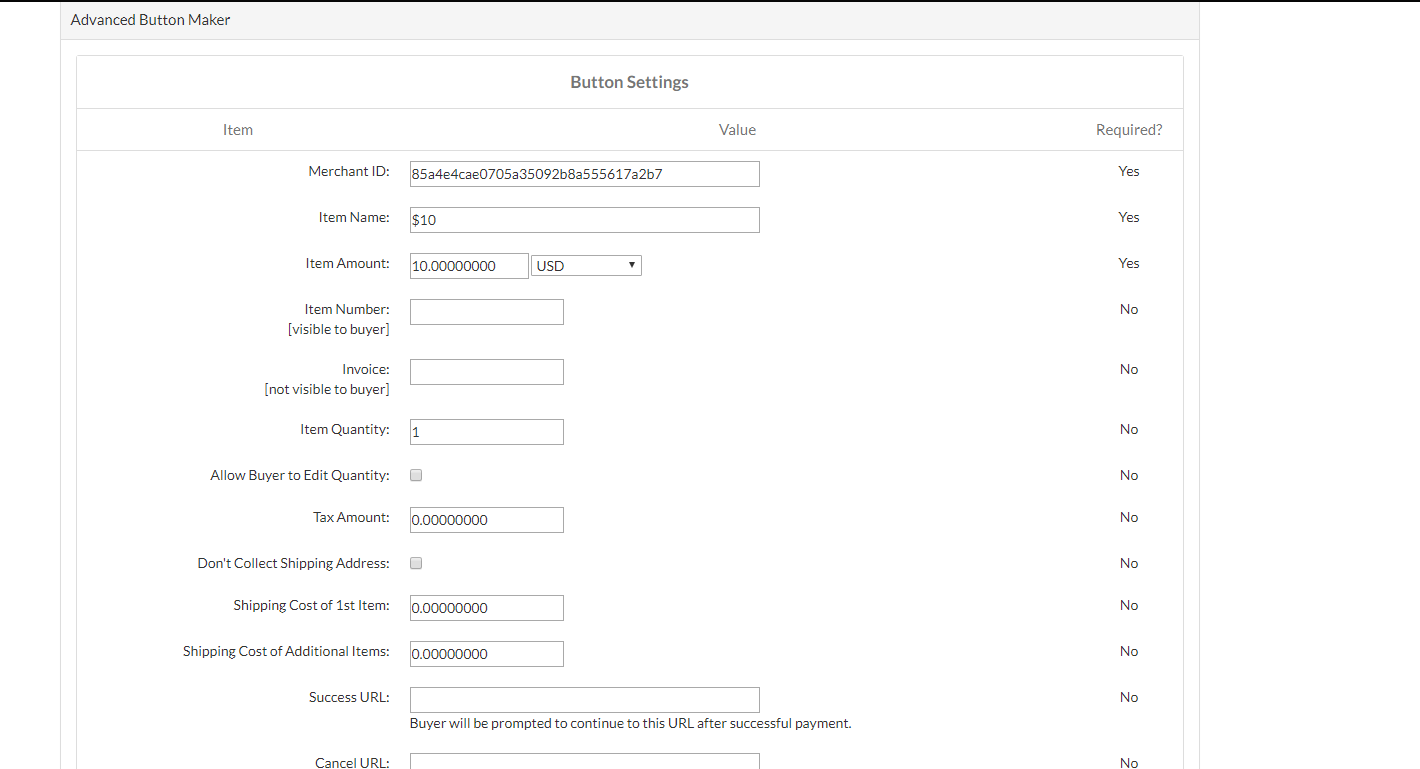 Advanced Button Maker
Button Settings
Item Value Required?
Merchant ID: 85a4e4cae0705a35092b8a555617a2b7 Yes
Item Name: $10 Yes
Item Amount: 10.00000000 USD Yes
Item Number: No
[visible to buyer]
Invoice: No
[not visible to buyer]
Item Quantity: 1 No
Allow Buyer to Edit Quantity: No
Tax Amount: 0.00000000 No
Don't Collect Shipping Address: No
Shipping Cost of 1st Item: 0.00000000 No
Shipping Cost of Additional Items: 0.00000000 No
Success URL: No
Buyer will be prompted to continue to this URL after successful payment.
Cancel URL: No